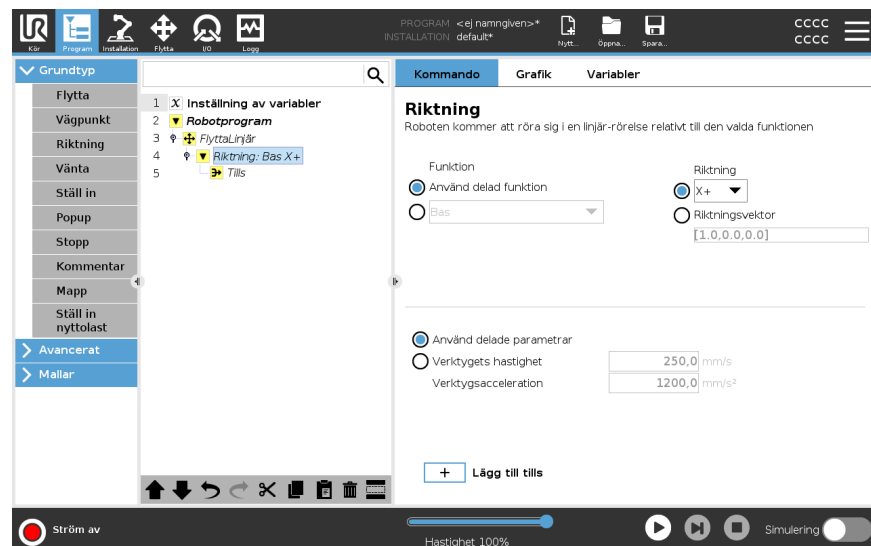 UR
Kör
Program
Installation
Flytta
I/O
Logg
PROGRAM <ej namngiven>*
INSTALLATION default*
Nytt...
Öppna...
Spara...
cccc
cccc
Grundtyp
Flytta
Vägpunkt
Riktning
Vänta
Ställ in
Popup
Stopp
Kommentar
Mapp
Ställ in
nyttolast
Avancerat
Mallar
1 X Inställning av variabler
2 Robotprogram
3 FlyttaLinjär
4 Riktning: Bas X+
5 Tills
Kommando Grafik Variabler
Riktning
Roboten kommer att röra sig i en linjär-rörelse relativt till den valda funktionen
Funktion
Använd delad funktion
Bas
Riktning
X+
Riktningsvektor
[1.0,0.0,0.0]
Använd delade parametrar
Verktygets hastighet 250,0 mm/s
Verktygsacceleration 1200,0 mm/s²
+ Lägg till tills
Ström av
Hastighet 100%
Simulering